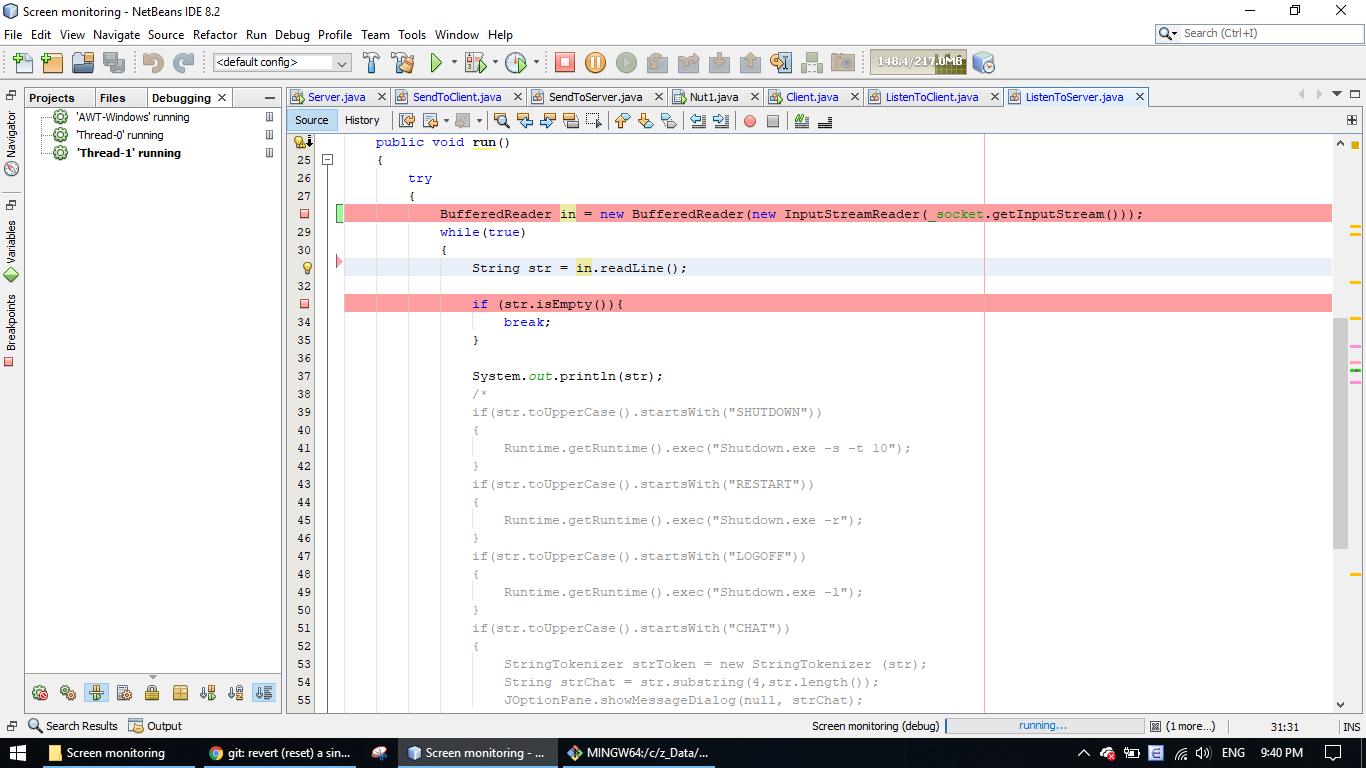 Screen monitoring - NetBeans IDE 8.2
File Edit View Navigate Source Refactor Run Debug Profile Team Tools Window Help
Search (Ctrl+I)
<default config>
148.4/217.0MB
Projects Files Debugging
Server.java SendToClient.java SendToServer.java Nut1.java Client.java ListenToClient.java ListenToServer.java
Source History
Navigator
Variables
Breakpoints
'AWT-Windows' running
'Thread-0' running
'Thread-1' running
public void run()
25 {
26 try
27 {
BufferedReader in = new BufferedReader(new InputStreamReader(_socket.getInputStream()));
29 while(true)
30 {
String str = in.readLine();
32
if (str.isEmpty()){
34 break;
35 }
36
37 System.out.println(str);
38 /*
39 if(str.toUpperCase().startsWith("SHUTDOWN"))
40 {
41 Runtime.getRuntime().exec("Shutdown.exe -s -t 10");
42 }
43 if(str.toUpperCase().startsWith("RESTART"))
44 {
45 Runtime.getRuntime().exec("Shutdown.exe -r");
46 }
47 if(str.toUpperCase().startsWith("LOGOFF"))
48 {
49 Runtime.getRuntime().exec("Shutdown.exe -l");
50 }
51 if(str.toUpperCase().startsWith("CHAT"))
52 {
53 StringTokenizer strToken = new StringTokenizer (str);
54 String strChat = str.substring(4,str.length());
55 JOptionPane.showMessageDialog(null, strChat);
Search Results Output
Screen monitoring (debug) running... (1 more...) 31:31 INS
Screen monitoring git: revert (reset) a sin... Screen monitoring - ... MINGW64:/c/z_Data/... ENG 9:40 PM